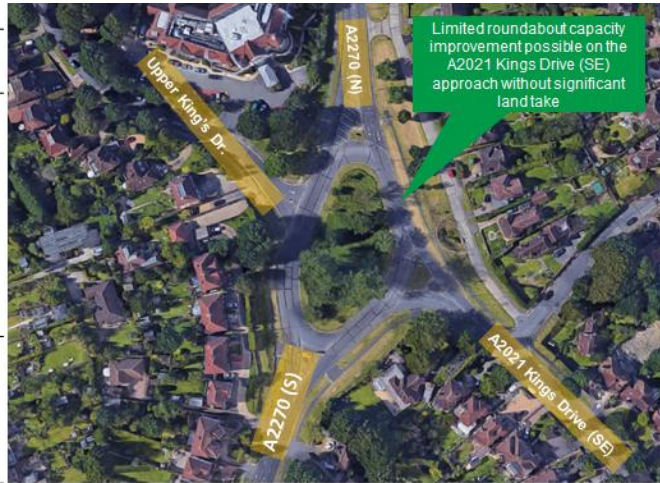 Limited roundabout capacity
improvement possible on the
A2021 Kings Drive (SE)
approach without significant
land take
A2270 (N)
Upper King's Dr.
A2270 (S)
A2021 Kings Drive (SE)